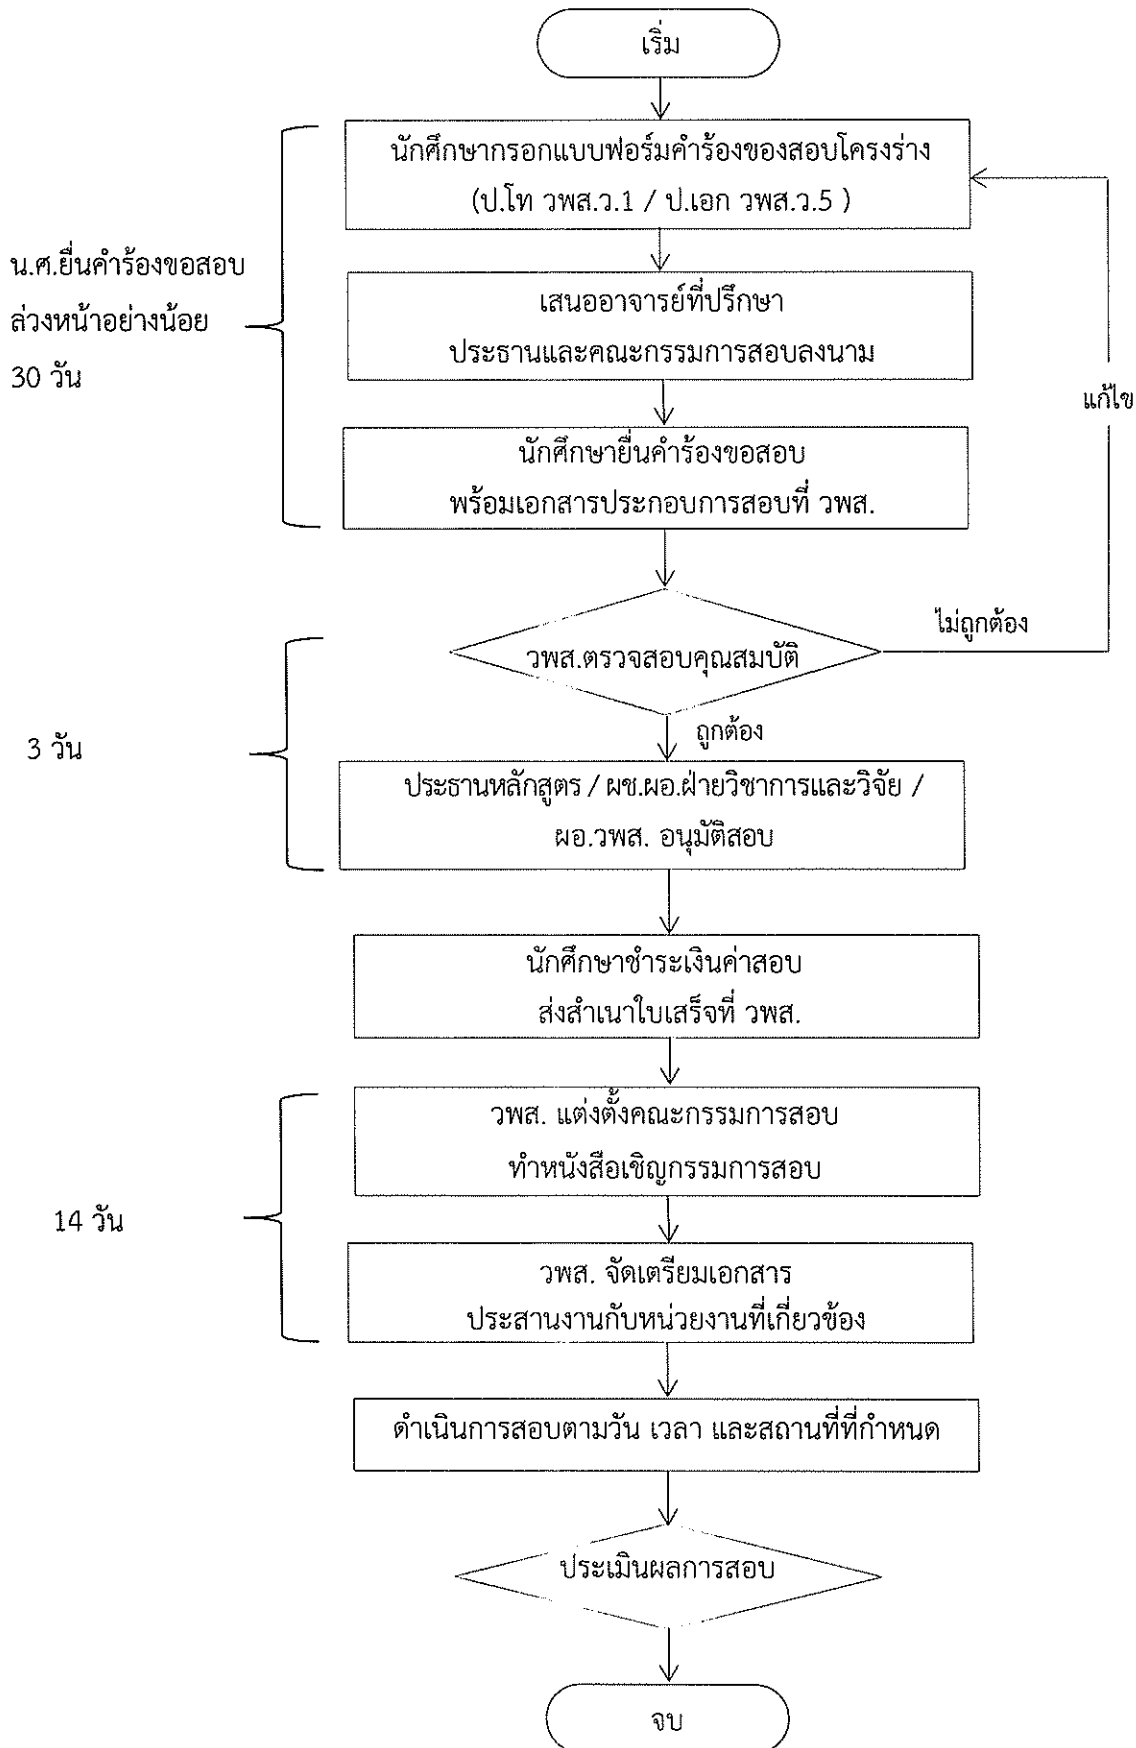 เริ่ม
นักศึกษากรอกแบบฟอร์มคำร้องของสอบโครงร่าง
(ป.โท วพส.ว.1 / ป.เอก วพส.ว.5 )
น.ศ.ยื่นคำร้องขอสอบ
ล่วงหน้าอย่างน้อย
30 วัน
เสนออาจารย์ที่ปรึกษา
ประธานและคณะกรรมการสอบลงนาม
แก้ไข
นักศึกษายื่นคำร้องขอสอบ
พร้อมเอกสารประกอบการสอบที่ วพส.
ไม่ถูกต้อง
วพส.ตรวจสอบคุณสมบัติ
ถูกต้อง
3 วัน
ประธานหลักสูตร / ผช.ผอ.ฝ่ายวิชาการและวิจัย /
ผอ.วพส. อนุมัติสอบ
นักศึกษาชำระเงินค่าสอบ
ส่งสำเนาใบเสร็จที่ วพส.
วพส. แต่งตั้งคณะกรรมการสอบ
ทำหนังสือเชิญกรรมการสอบ
14 วัน
วพส. จัดเตรียมเอกสาร
ประสานงานกับหน่วยงานที่เกี่ยวข้อง
ดำเนินการสอบตามวัน เวลา และสถานที่ที่กำหนด
ประเมินผลการสอบ
จบ